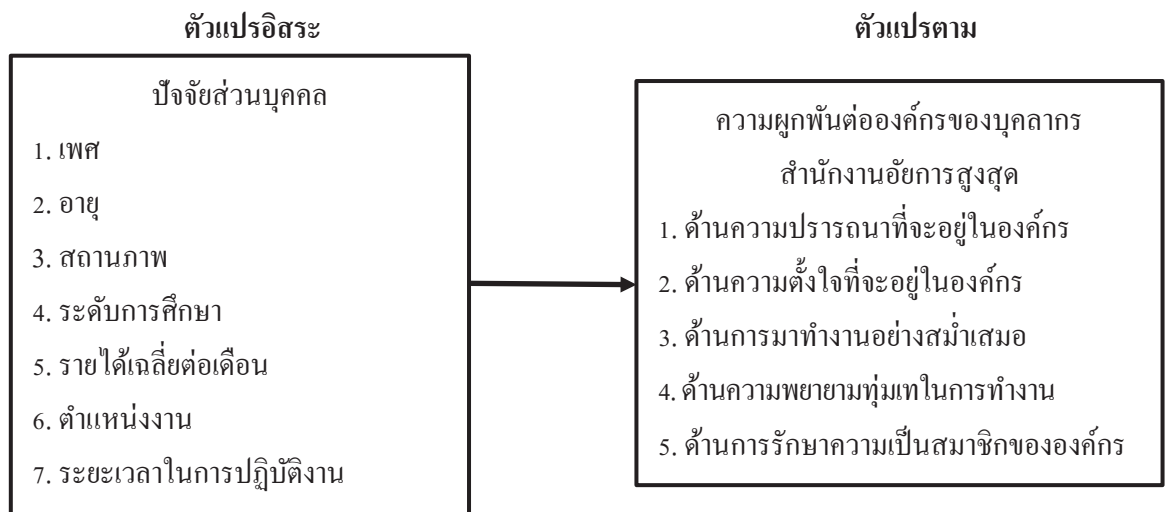 ตัวแปรอิสระ
ปัจจัยส่วนบุคคล
1. เพศ
2. อายุ
3. สถานภาพ
4. ระดับการศึกษา
5. รายได้เฉลี่ยต่อเดือน
6. ตำแหน่งงาน
7. ระยะเวลาในการปฏิบัติงาน
ตัวแปรตาม
ความผูกพันต่อองค์กรของบุคลากร
สำนักงานอัยการสูงสุด
1. ด้านความปรารถนาที่จะอยู่ในองค์กร
2. ด้านความตั้งใจที่จะอยู่ในองค์กร
3. ด้านการมาทำงานอย่างสม่ำเสมอ
4. ด้านความพยายามทุ่มเทในการทำงาน
5. ด้านการรักษาความเป็นสมาชิกขององค์กร